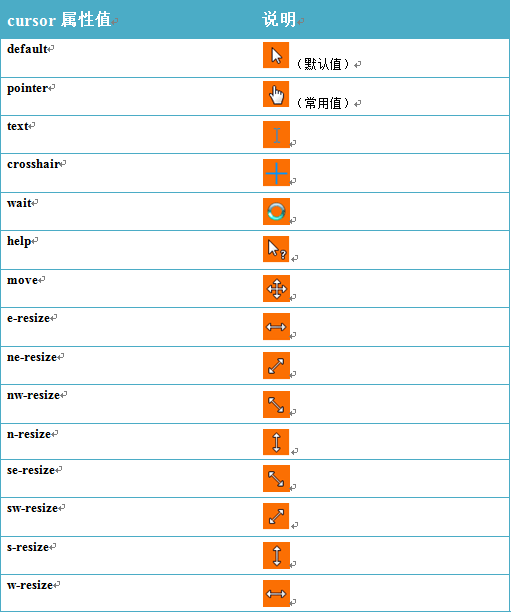 cursor 属性值 说明
default （默认值）
pointer （常用值）
text
crosshair
wait
help
move
e-resize
ne-resize
nw-resize
n-resize
se-resize
sw-resize
s-resize
w-resize